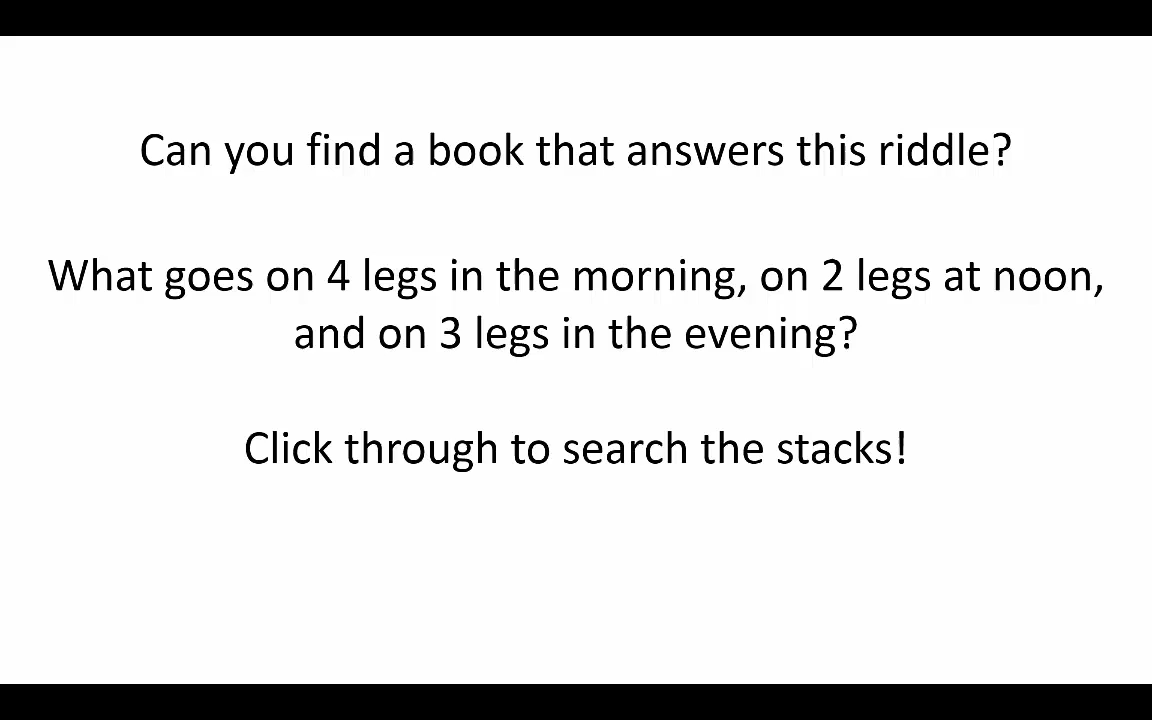 Can you find a book that answers this riddle?
What goes on 4 legs in the morning, on 2 legs at noon,
and on 3 legs in the evening?
Click through to search the stacks!